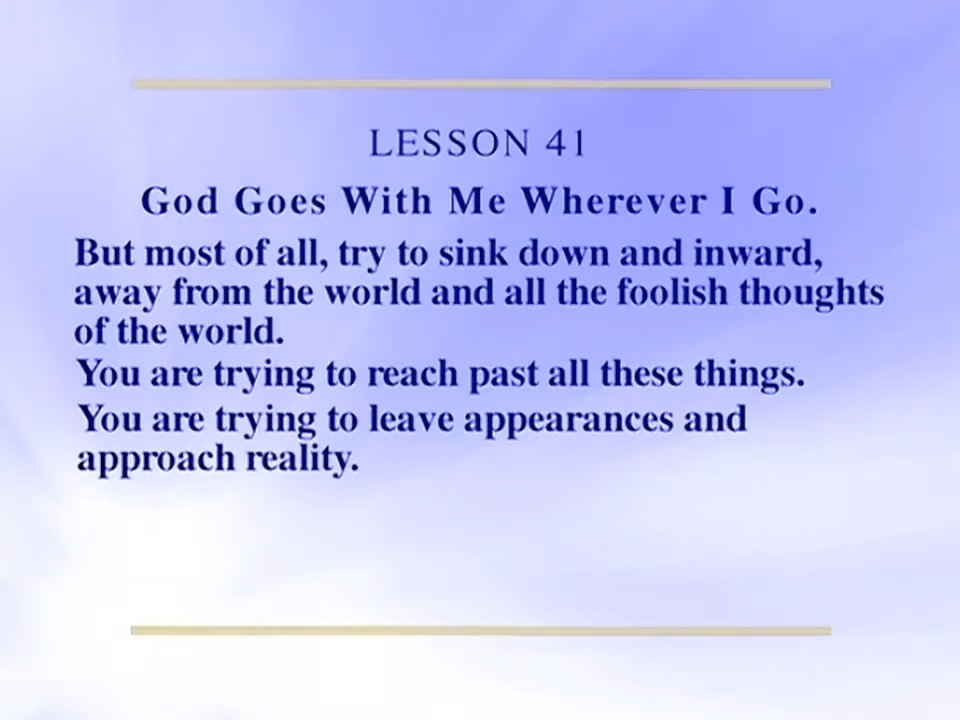 LESSON 41
God Goes With Me Wherever I Go.
But most of all, try to sink down and inward,
away from the world and all the foolish thoughts
of the world.
You are trying to reach past all these things.
You are trying to leave appearances and
approach reality.